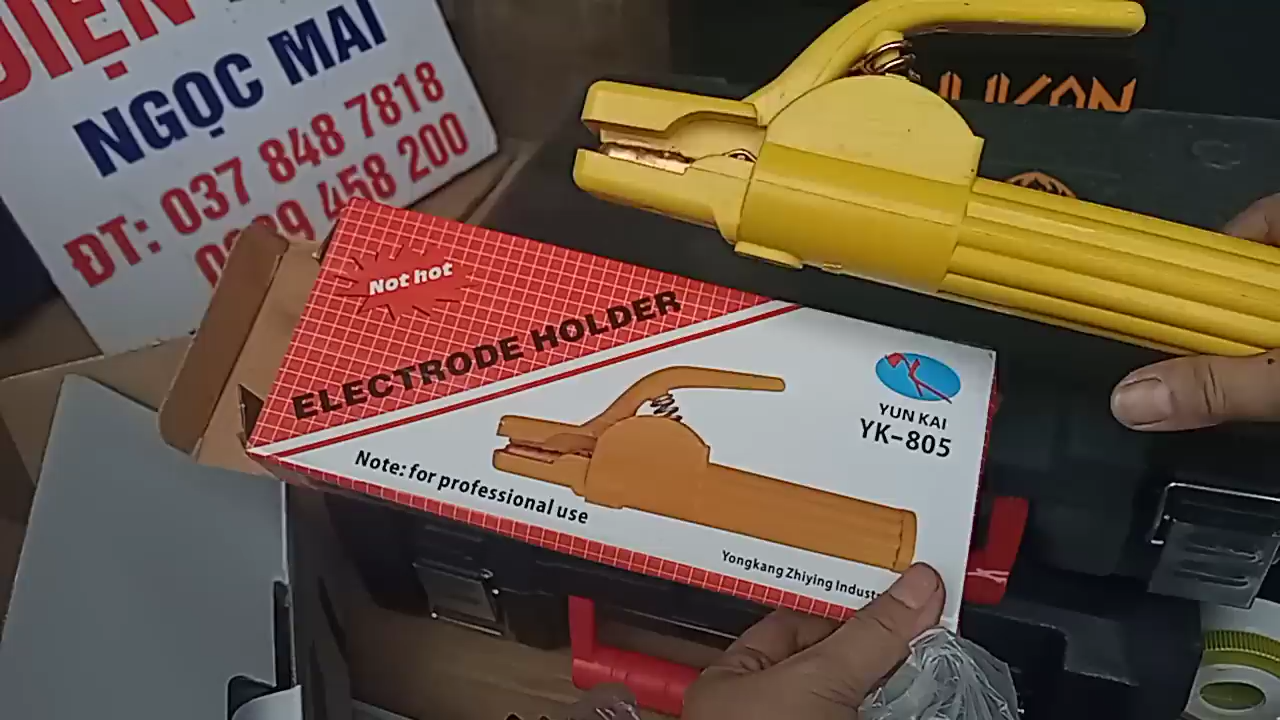 ĐIỆN
NGỌC MAI
ĐT: 037 848 7818
458 200
Not hot
ELECTRODE HOLDER
YUN KAI
YK-805
Note: for professional use
Yongkang Zhiying